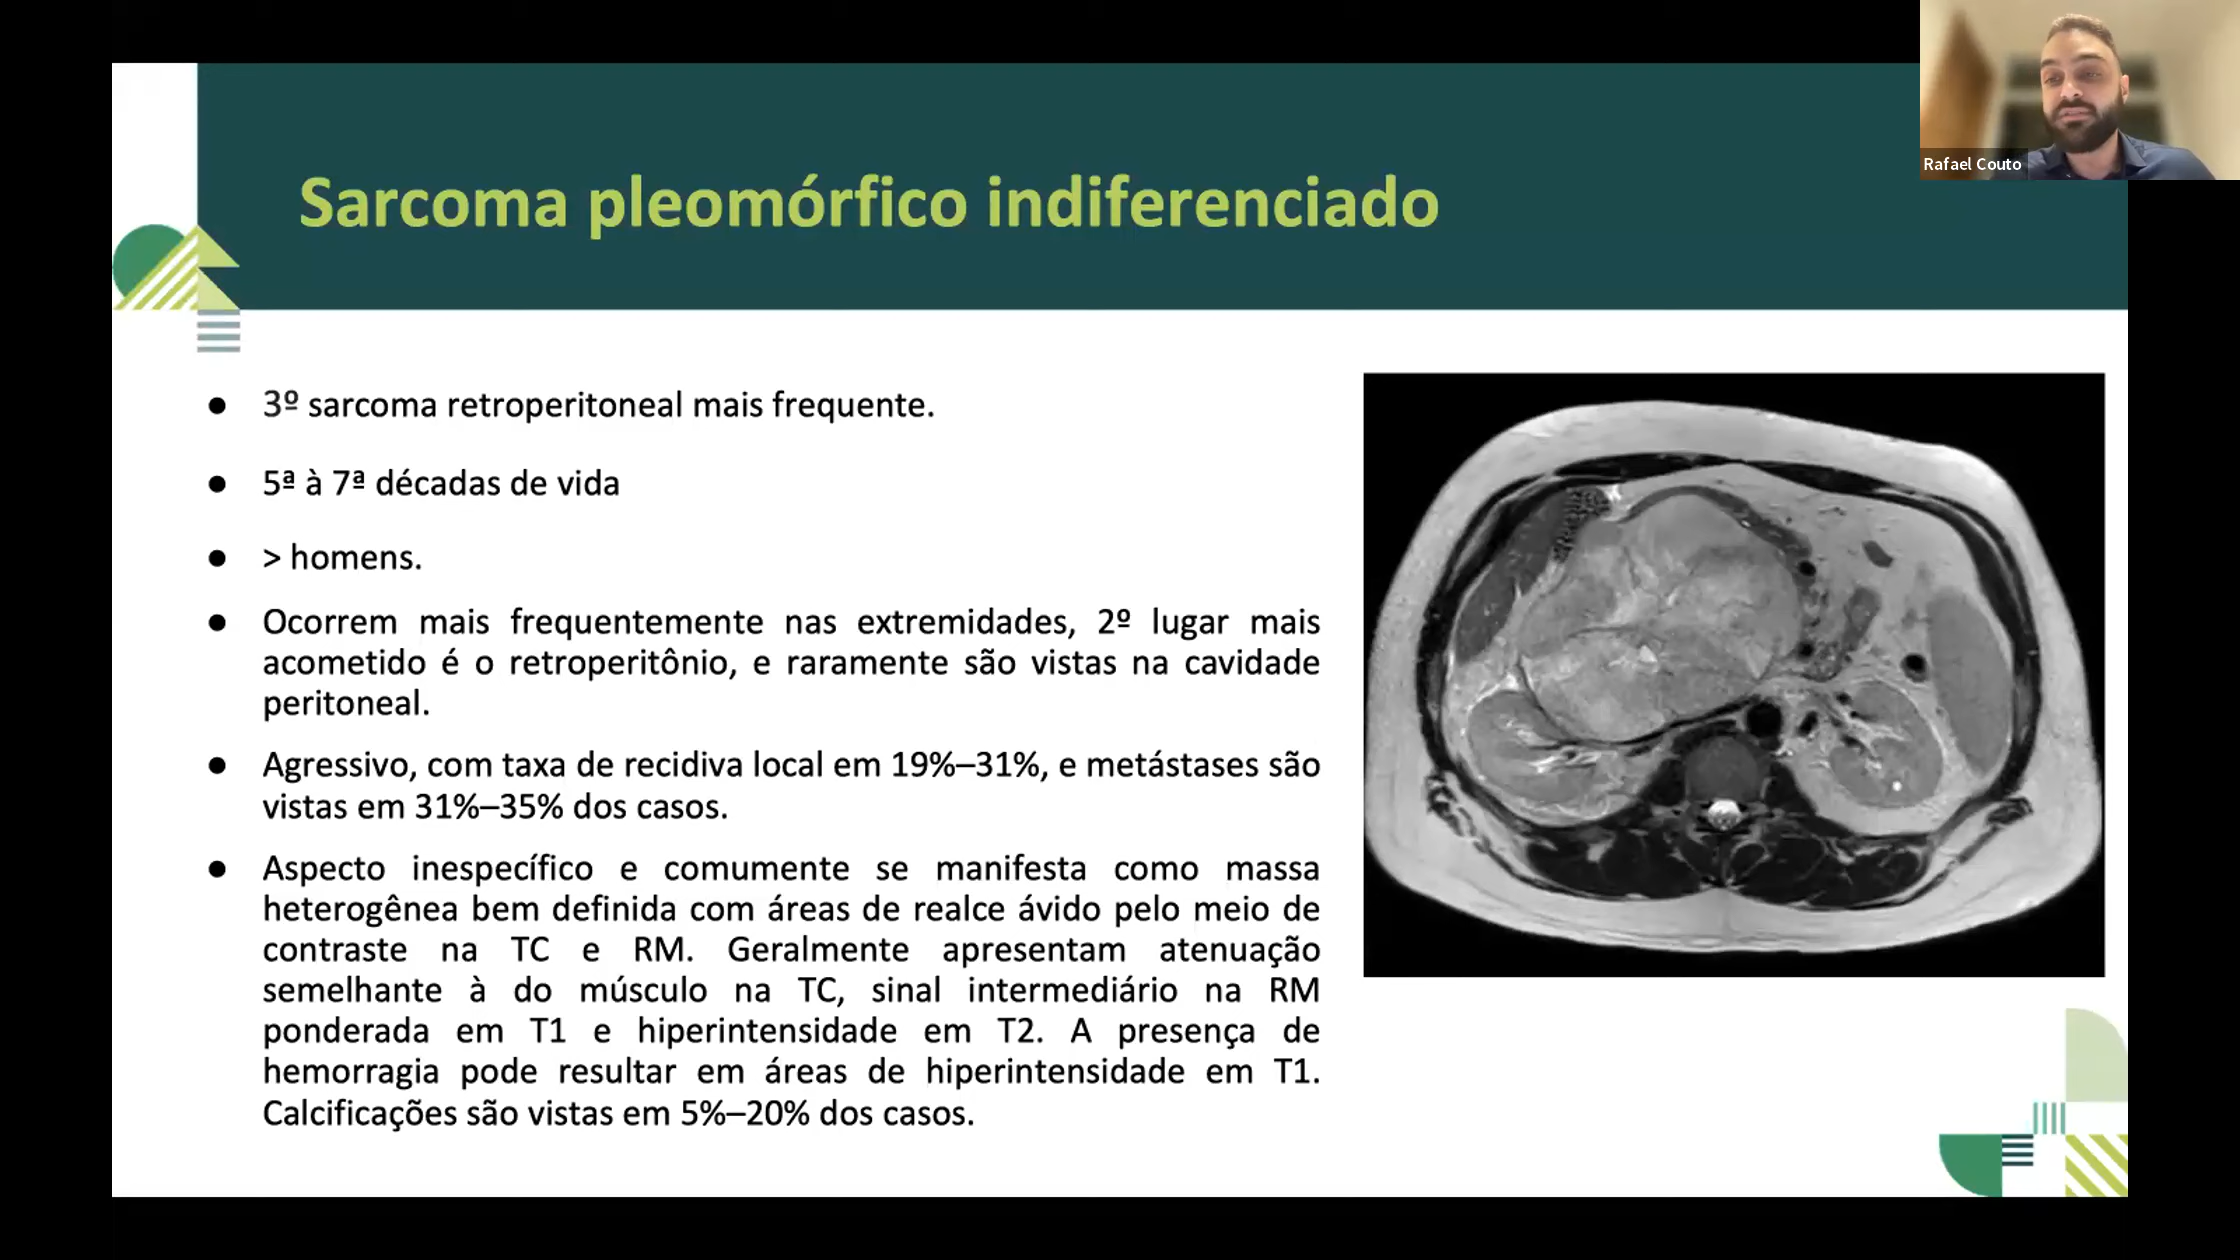 Rafael Couto
Sarcoma pleomórfico indiferenciado
● 3º sarcoma retroperitoneal mais frequente.
● 5ª à 7ª décadas de vida
● > homens.
● Ocorrem mais frequentemente nas extremidades, 2º lugar mais
acometido é o retroperitônio, e raramente são vistas na cavidade
peritoneal.
● Agressivo, com taxa de recidiva local em 19%–31%, e metástases são
vistas em 31%–35% dos casos.
● Aspecto inespecífico e comumente se manifesta como massa
heterogênea bem definida com áreas de realce ávido pelo meio de
contraste na TC e RM. Geralmente apresentam atenuação
semelhante à do músculo na TC, sinal intermediário na RM
ponderada em T1 e hiperintensidade em T2. A presença de
hemorragia pode resultar em áreas de hiperintensidade em T1.
Calcificações são vistas em 5%–20% dos casos.